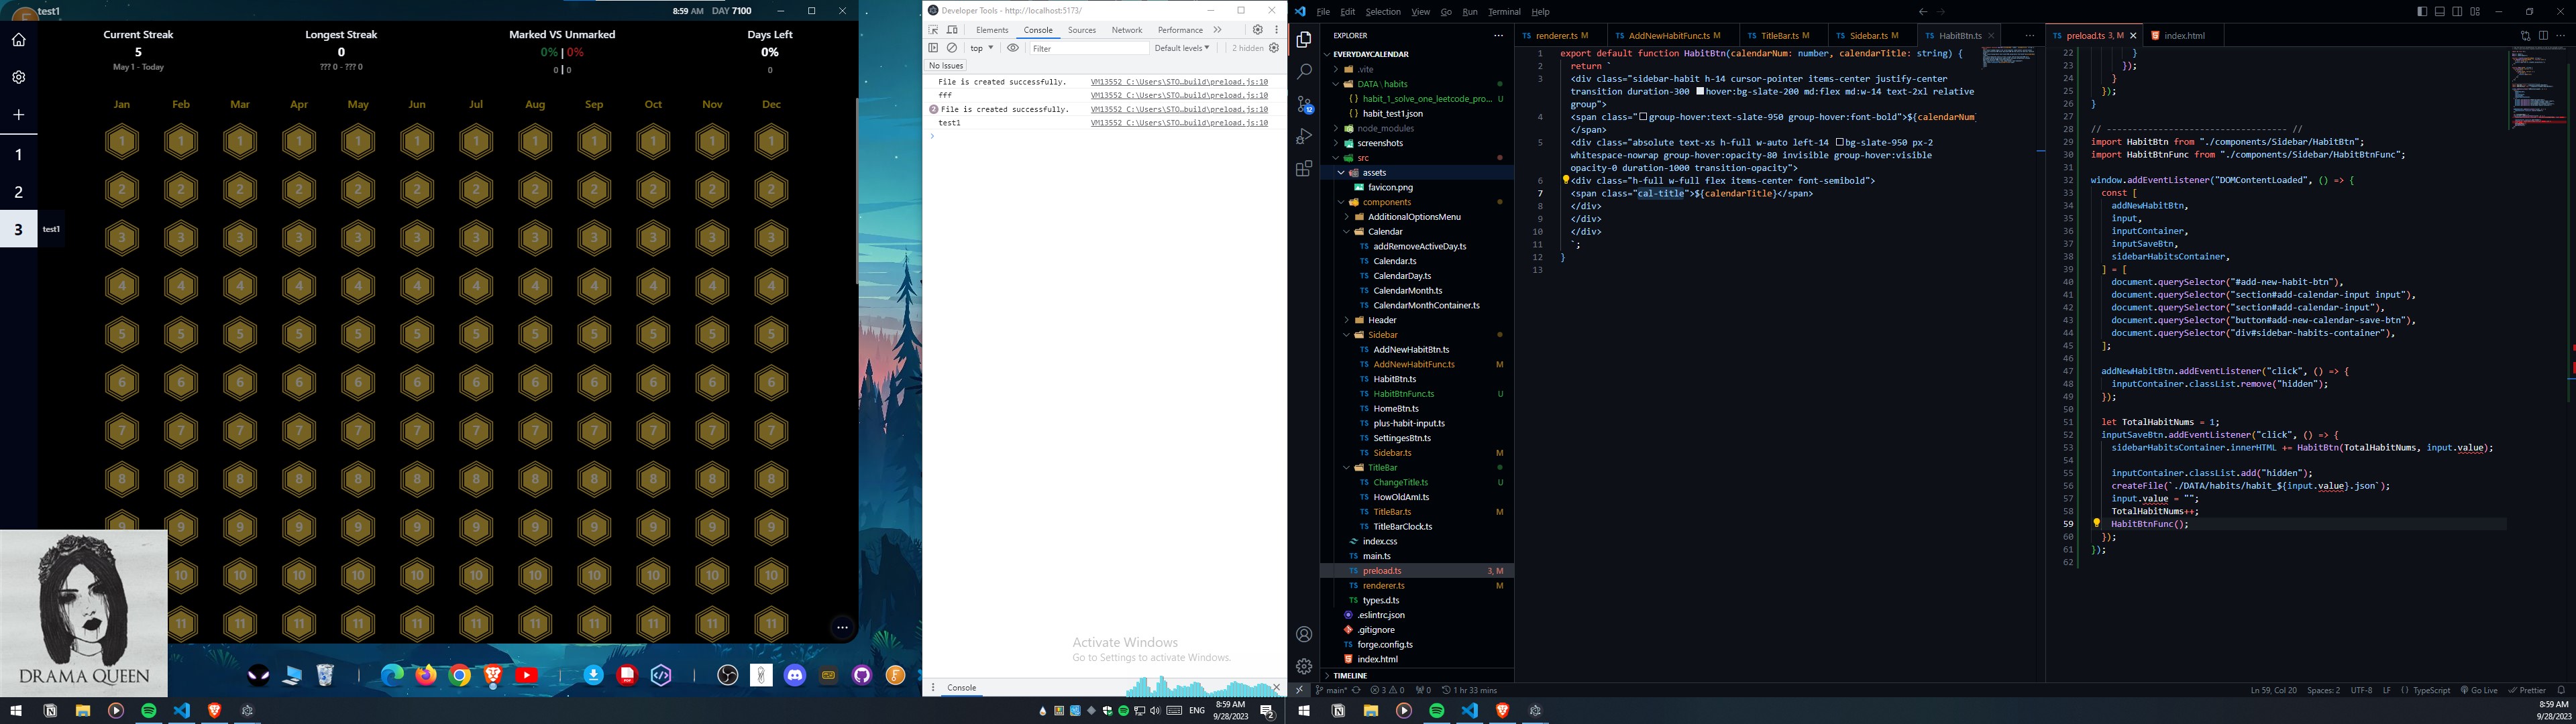 test1
8:59 AM DAY 7100
Current Streak
5
May 1 - Today
Longest Streak
0
??? 0 - ??? 0
Marked VS Unmarked
0% | 0%
0 | 0
Days Left
0%
0
Jan Feb Mar Apr May Jun Jul Aug Sep Oct Nov Dec
1 1 1 1 1 1 1 1 1 1 1 1
2 2 2 2 2 2 2 2 2 2 2 2
3 3 3 3 3 3 3 3 3 3 3 3
4 4 4 4 4 4 4 4 4 4 4 4
5 5 5 5 5 5 5 5 5 5 5 5
6 6 6 6 6 6 6 6 6 6 6 6
7 7 7 7 7 7 7 7 7 7 7 7
8 8 8 8 8 8 8 8 8 8 8 8
9 9 9 9 9 9 9 9 9 9 9 9
10 10 10 10 10 10 10 10 10 10 10
11 11 11 11 11 11 11 11 11 11 11
1
2
3 test1
DRAMA QUEEN
Developer Tools - http://localhost:5173/
Elements Console Sources Network Performance
top Filter Default levels 2 hidden
No Issues
File is created successfully. VM13552 C:\Users\STO…build\preload.js:10
fff VM13552 C:\Users\STO…build\preload.js:10
2 File is created successfully. VM13552 C:\Users\STO…build\preload.js:10
test1 VM13552 C:\Users\STO…build\preload.js:10
Activate Windows
Go to Settings to activate Windows.
Console
ENG
8:59 AM
9/28/2023
2
File Edit Selection View Go Run Terminal Help
EXPLORER
EVERYDAYCALENDAR
.vite
DATA \ habits
habit_1_solve_one_leetcode_pro... U
habit_test1.json
node_modules
screenshots
src
assets
favicon.png
components
AdditionalOptionsMenu
Calendar
addRemoveActiveDay.ts
Calendar.ts
CalendarDay.ts
CalendarMonth.ts
CalendarMonthContainer.ts
Header
Sidebar
AddNewHabitBtn.ts
AddNewHabitFunc.ts M
HabitBtn.ts
HabitBtnFunc.ts U
HomeBtn.ts
plus-habit-input.ts
SettingesBtn.ts
Sidebar.ts M
TitleBar
ChangeTitle.ts U
HowOldAmI.ts
TitleBar.ts M
TitleBarClock.ts
index.css
main.ts
preload.ts 3, M
renderer.ts M
types.d.ts
.eslintrc.json
.gitignore
forge.config.ts
index.html
TIMELINE
12
renderer.ts M AddNewHabitFunc.ts M TitleBar.ts M Sidebar.ts M HabitBtn.ts
1 export default function HabitBtn(calendarNum: number, calendarTitle: string) {
2 return `
3 <div class="sidebar-habit h-14 cursor-pointer items-center justify-center
transition duration-300 hover:bg-slate-200 md:flex md:w-14 text-2xl relative
group">
4 <span class="group-hover:text-slate-950 group-hover:font-bold">${calendarNum
</span>
5 <div class="absolute text-xs h-full w-auto left-14 bg-slate-950 px-2
whitespace-nowrap group-hover:opacity-80 invisible group-hover:visible
opacity-0 duration-1000 transition-opacity">
6 <div class="h-full w-full flex items-center font-semibold">
7 <span class="cal-title">${calendarTitle}</span>
8 </div>
9 </div>
10 </div>
11 `;
12 }
13
preload.ts 3, M index.html
22 }
23 });
24 }
25 });
26 }
27
28 // ---------------------------------- //
29 import HabitBtn from "./components/Sidebar/HabitBtn";
30 import HabitBtnFunc from "./components/Sidebar/HabitBtnFunc";
31
32 window.addEventListener("DOMContentLoaded", () => {
33 const [
34 addNewHabitBtn,
35 input,
36 inputContainer,
37 inputSaveBtn,
38 sidebarHabitsContainer,
39 ] = [
40 document.querySelector("#add-new-habit-btn"),
41 document.querySelector("section#add-calendar-input input"),
42 document.querySelector("section#add-calendar-input"),
43 document.querySelector("button#add-new-calendar-save-btn"),
44 document.querySelector("div#sidebar-habits-container"),
45 ];
46
47 addNewHabitBtn.addEventListener("click", () => {
48 inputContainer.classList.remove("hidden");
49 });
50
51 let TotalHabitNums = 1;
52 inputSaveBtn.addEventListener("click", () => {
53 sidebarHabitsContainer.innerHTML += HabitBtn(TotalHabitNums, input.value);
54
55 inputContainer.classList.add("hidden");
56 createFile(`./DATA/habits/habit_${input.value}.json`);
57 input.value = "";
58 TotalHabitNums++;
59 HabitBtnFunc();
60 });
61 });
62
main* 3 0 0 1 hr 33 mins
Ln 59, Col 20 Spaces: 2 UTF-8 LF { } TypeScript Go Live Prettier
8:59 AM
9/28/2023